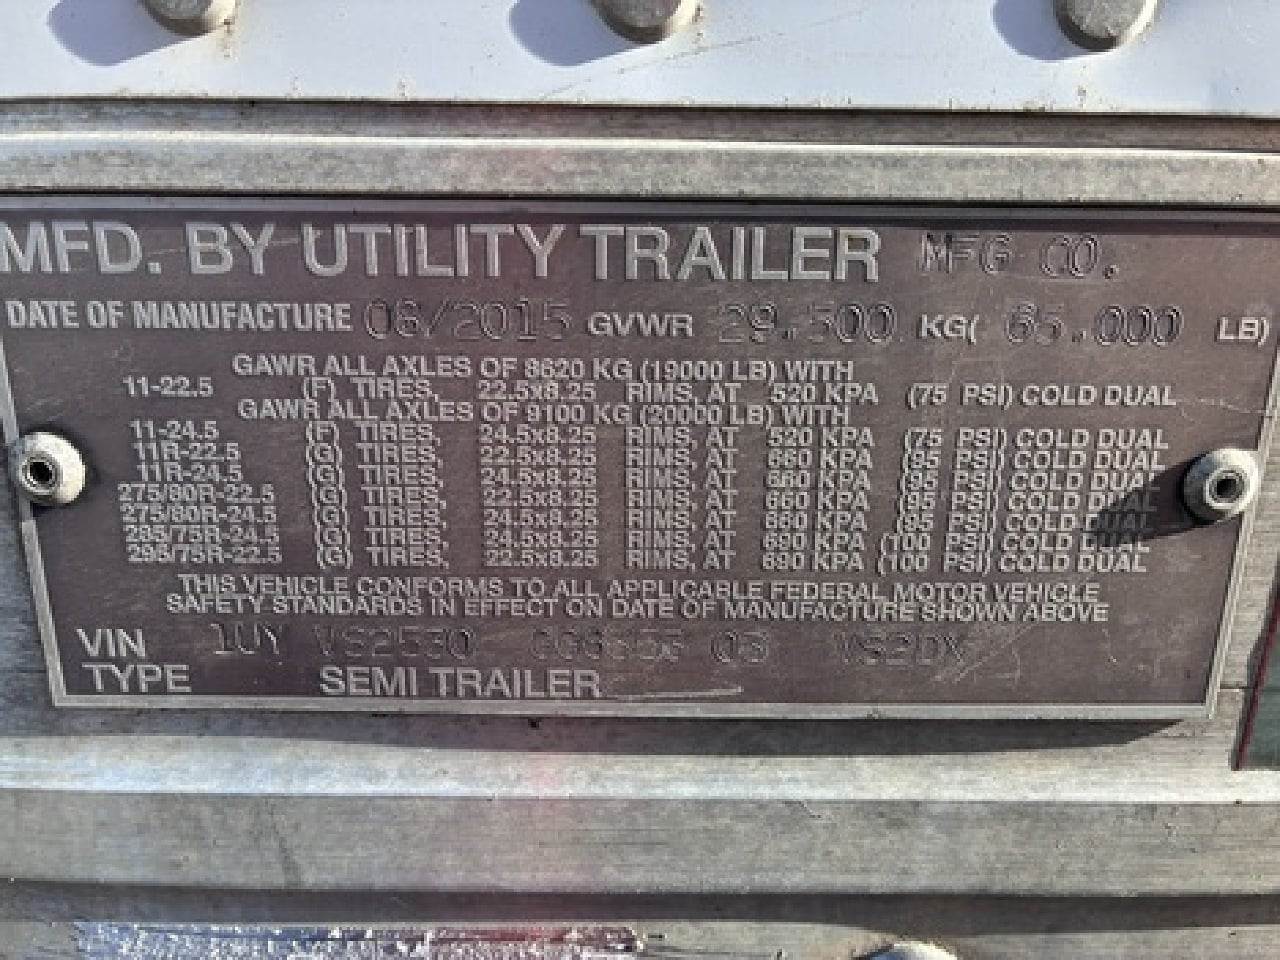 MFD. BY UTILITY TRAILER MFG CO.
DATE OF MANUFACTURE 08/2015 GVWR 29.500 KG( 65.000 LB)
GAWR ALL AXLES OF 8620 KG (19000 LB) WITH
11-22.5 (F) TIRES, 22.5x8.25 RIMS, AT 520 KPA (75 PSI) COLD DUAL
GAWR ALL AXLES OF 9100 KG (20000 LB) WITH
11-24.5 (F) TIRES, 24.5x8.25 RIMS, AT 520 KPA (75 PSI) COLD DUAL
11R-22.5 (G) TIRES, 22.5x8.25 RIMS, AT 660 KPA (95 PSI) COLD DUAL
11R-24.5 (G) TIRES, 24.5x8.25 RIMS, AT 660 KPA (95 PSI) COLD DUAL
275/80R-22.5 (G) TIRES, 22.5x8.25 RIMS, AT 660 KPA (95 PSI) COLD DUAL
275/80R-24.5 (G) TIRES, 24.5x8.25 RIMS, AT 660 KPA (95 PSI) COLD DUAL
285/75R-24.5 (G) TIRES, 24.5x8.25 RIMS, AT 690 KPA (100 PSI) COLD DUAL
295/75R-22.5 (G) TIRES, 22.5x8.25 RIMS, AT 690 KPA (100 PSI) COLD DUAL
THIS VEHICLE CONFORMS TO ALL APPLICABLE FEDERAL MOTOR VEHICLE
SAFETY STANDARDS IN EFFECT ON DATE OF MANUFACTURE SHOWN ABOVE
VIN 1UY VS2530 VS2DX
TYPE SEMI TRAILER